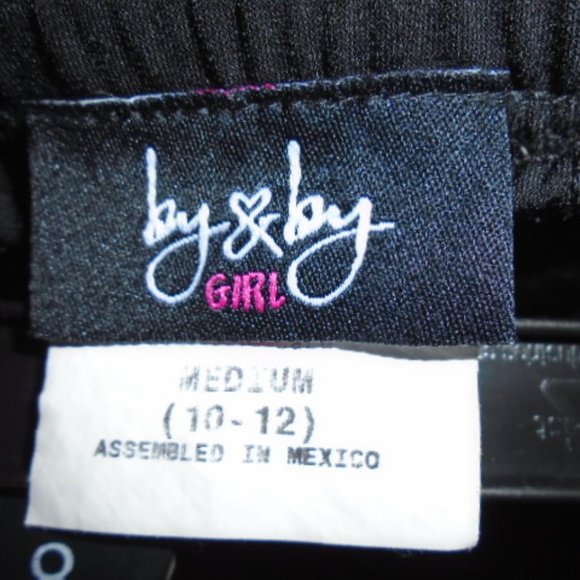 by & by
GIRL
MEDIUM
(10-12)
ASSEMBLED IN MEXICO